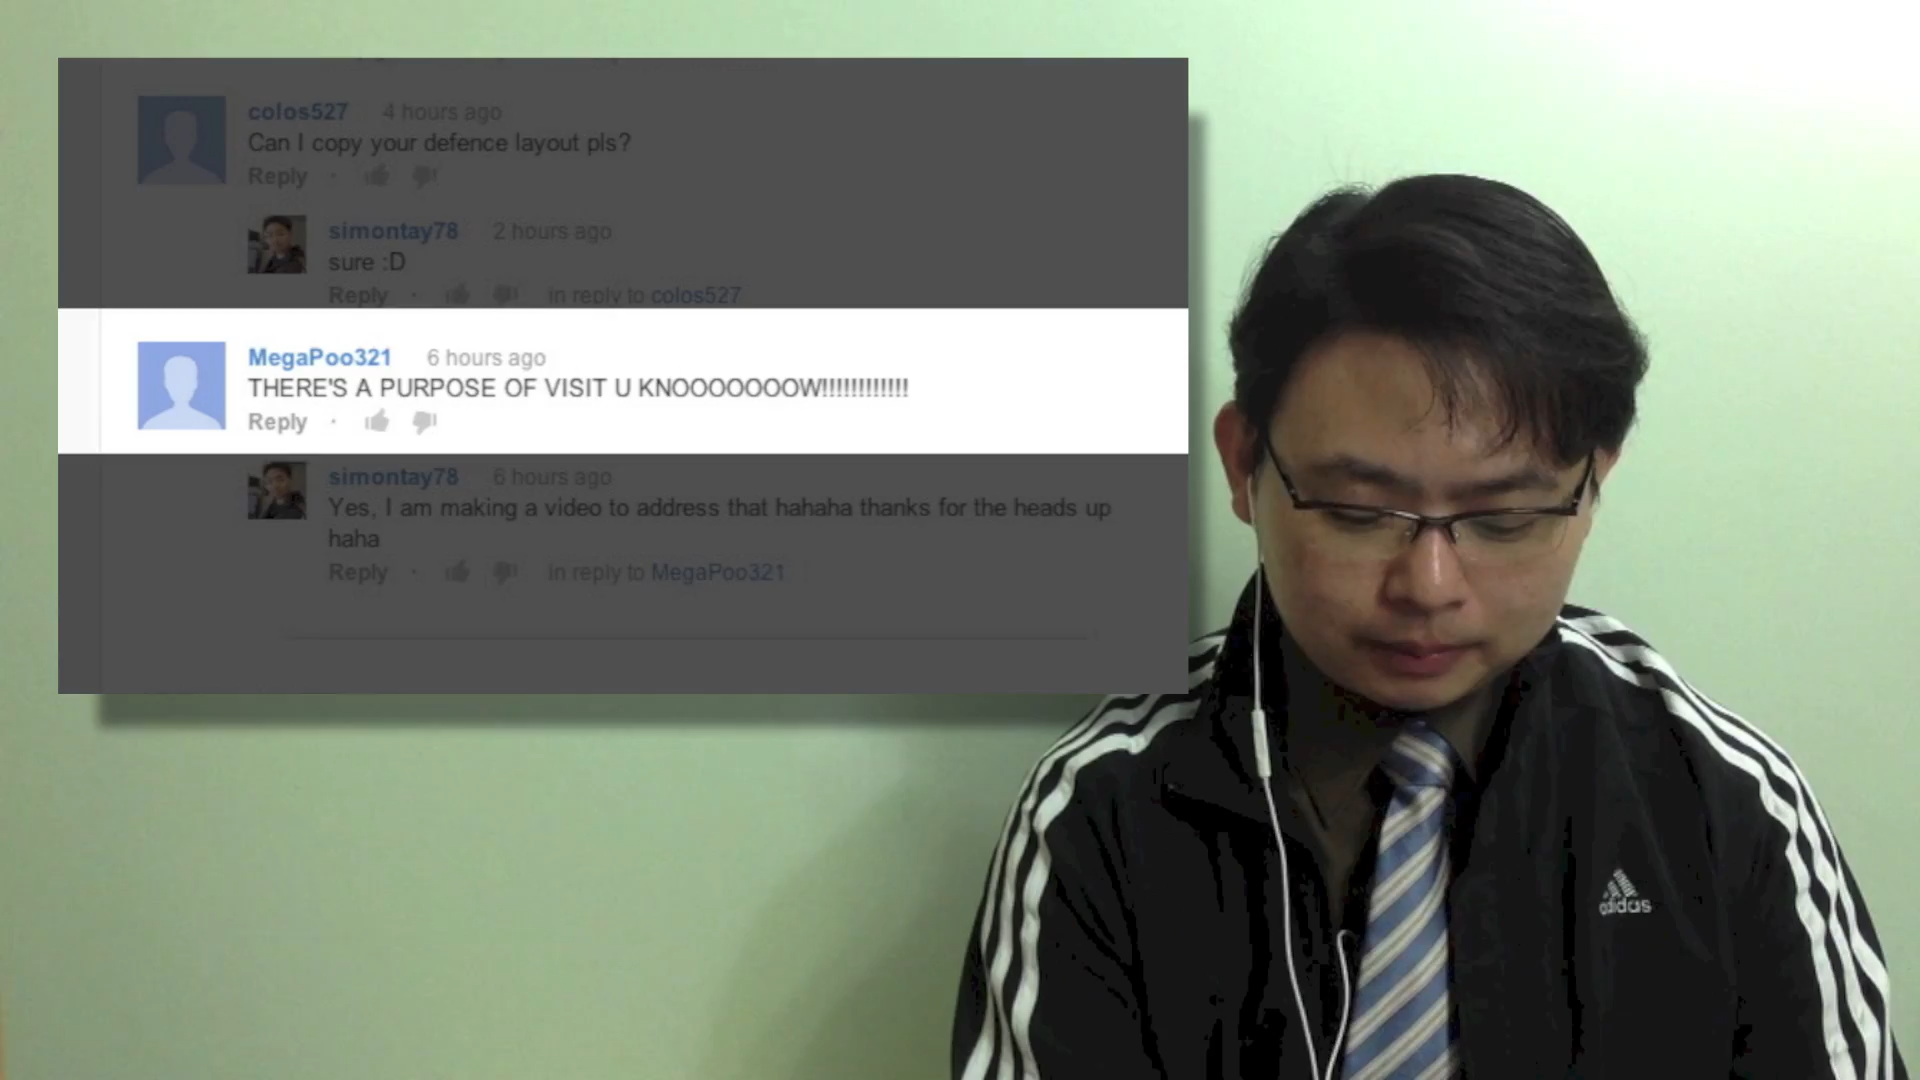 colos527 4 hours ago
Can I copy your defence layout pls?
Reply
simontay78 2 hours ago
sure :D
Reply · in reply to colos527
MegaPoo321 6 hours ago
THERE'S A PURPOSE OF VISIT U KNOOOOOOOW!!!!!!!!!!!!
Reply ·
simontay78 6 hours ago
Yes, I am making a video to address that hahaha thanks for the heads up
haha
Reply · in reply to MegaPoo321
adidas